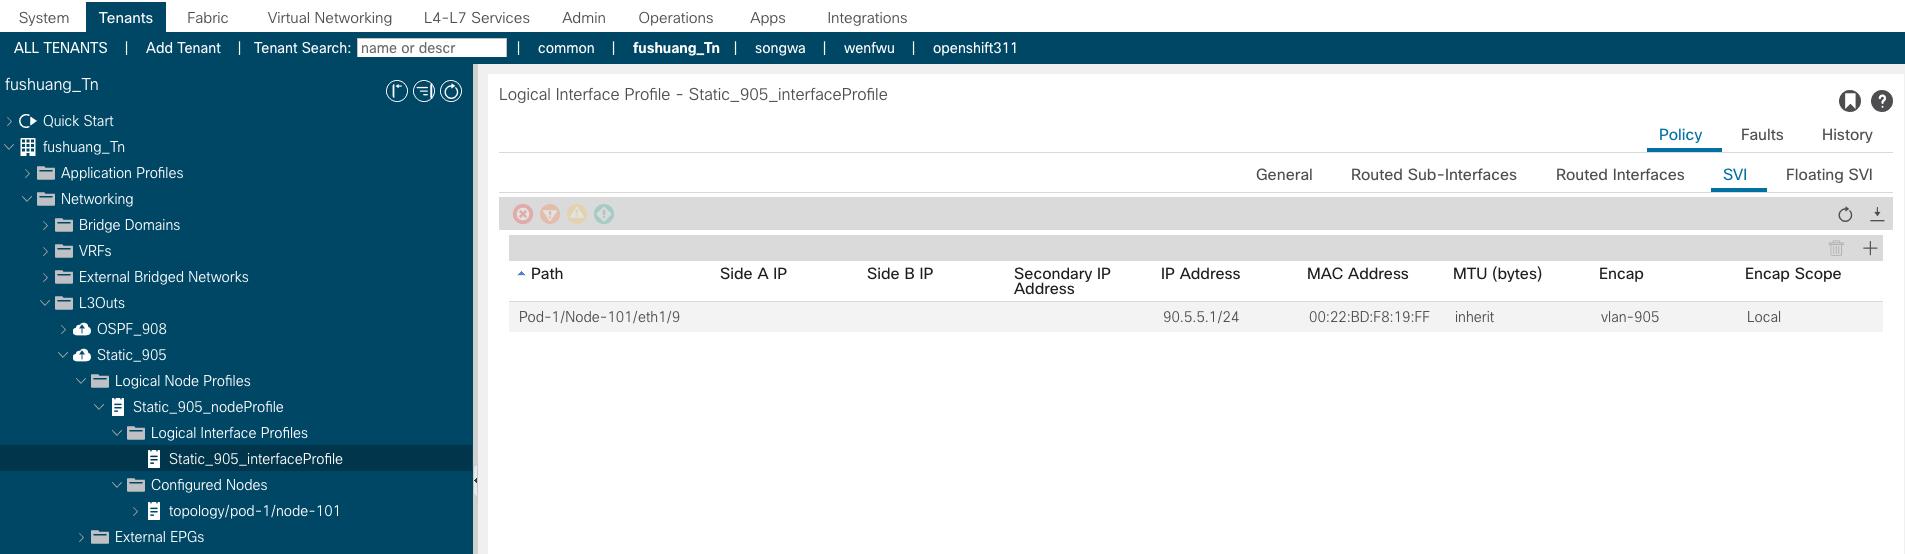 System Tenants Fabric Virtual Networking L4-L7 Services Admin Operations Apps Integrations
ALL TENANTS | Add Tenant | Tenant Search: name or descr | common | fushuang_Tn | songwa | wenfwu | openshift311
fushuang_Tn
Quick Start
fushuang_Tn
Application Profiles
Networking
Bridge Domains
VRFs
External Bridged Networks
L3Outs
OSPF_908
Static_905
Logical Node Profiles
Static_905_nodeProfile
Logical Interface Profiles
Static_905_interfaceProfile
Configured Nodes
topology/pod-1/node-101
External EPGs
Logical Interface Profile - Static_905_interfaceProfile
Policy Faults History
General Routed Sub-Interfaces Routed Interfaces SVI Floating SVI
Path Side A IP Side B IP Secondary IP Address IP Address MAC Address MTU (bytes) Encap Encap Scope
Pod-1/Node-101/eth1/9 90.5.5.1/24 00:22:BD:F8:19:FF inherit vlan-905 Local